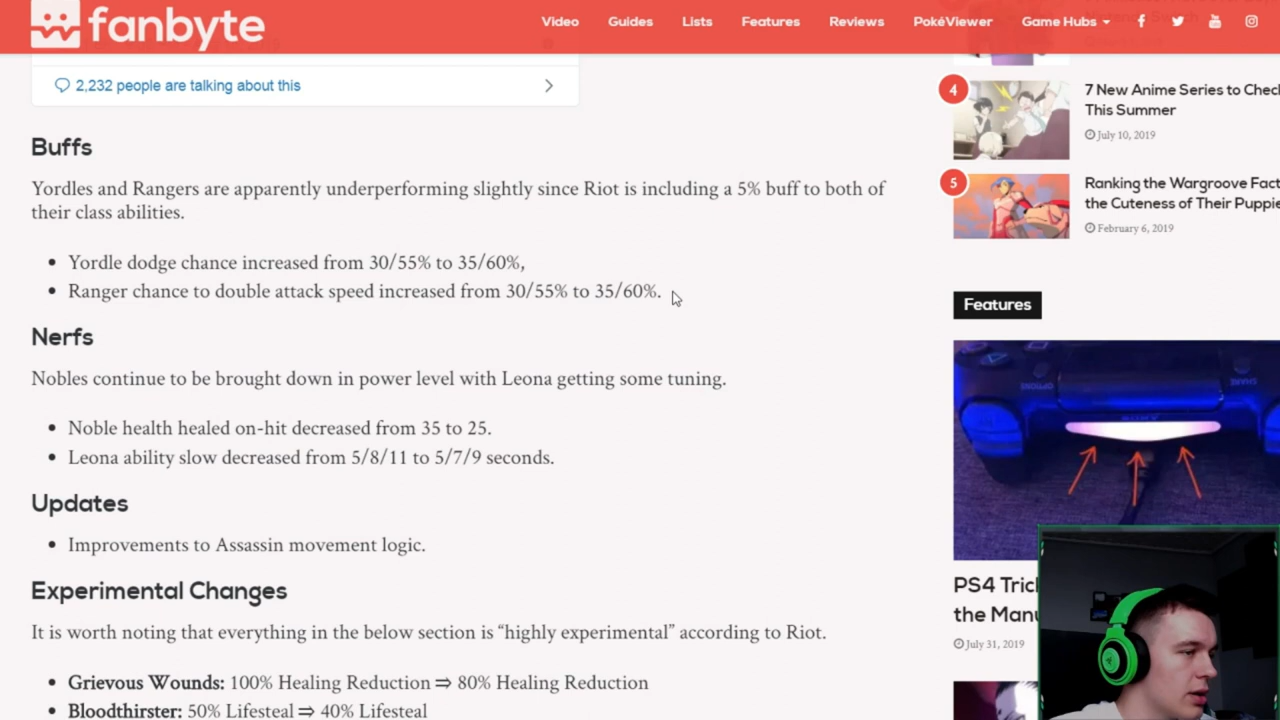 fanbyte
Video Guides Lists Features Reviews PokéViewer Game Hubs
2,232 people are talking about this
Buffs
Yordles and Rangers are apparently underperforming slightly since Riot is including a 5% buff to both of
their class abilities.
Yordle dodge chance increased from 30/55% to 35/60%,
Ranger chance to double attack speed increased from 30/55% to 35/60%.
Nerfs
Nobles continue to be brought down in power level with Leona getting some tuning.
Noble health healed on-hit decreased from 35 to 25.
Leona ability slow decreased from 5/8/11 to 5/7/9 seconds.
Updates
Improvements to Assassin movement logic.
Experimental Changes
It is worth noting that everything in the below section is “highly experimental” according to Riot.
Grievous Wounds: 100% Healing Reduction ⇒ 80% Healing Reduction
Bloodthirster: 50% Lifesteal ⇒ 40% Lifesteal
4
7 New Anime Series to Chec
This Summer
July 10, 2019
5
Ranking the Wargroove Fact
the Cuteness of Their Puppie
February 6, 2019
Features
SONY
PS4 Tric
the Manu
July 31, 2019